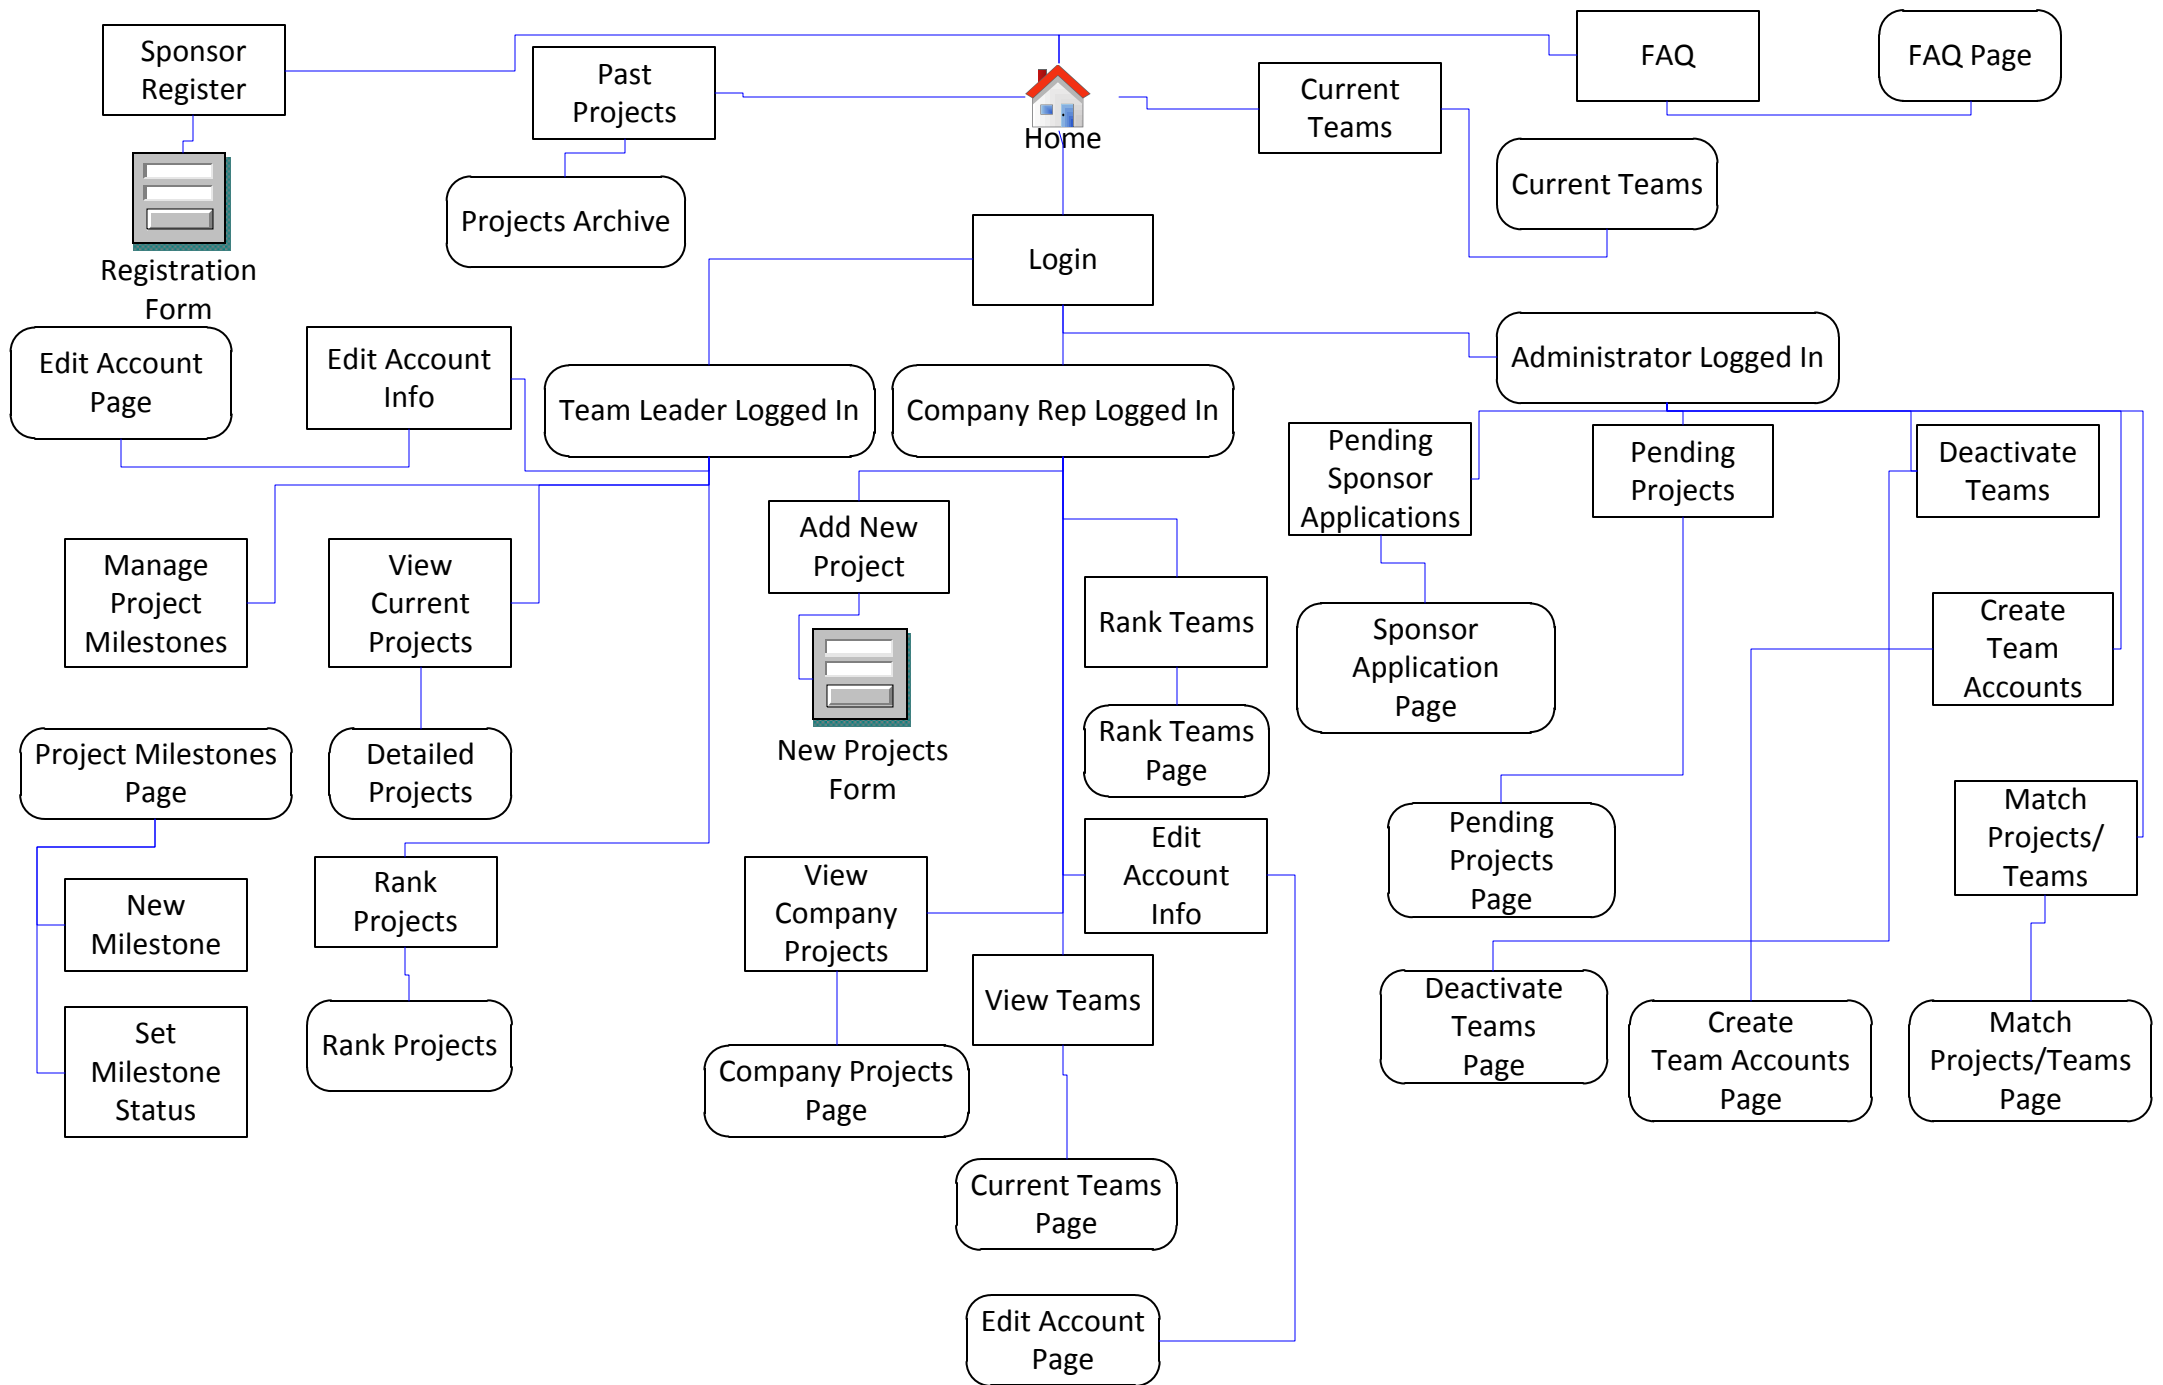 Sponsor
Register
Past
Projects
Home
Current
Teams
FAQ
FAQ Page
Current Teams
Projects Archive
Login
Registration
Form
Edit Account
Page
Edit Account
Info
Team Leader Logged In
Company Rep Logged In
Administrator Logged In
Pending
Sponsor
Applications
Pending
Projects
Deactivate
Teams
Manage
Project
Milestones
View
Current
Projects
Add New
Project
Rank Teams
Sponsor
Application
Page
Create
Team
Accounts
Project Milestones
Page
Detailed
Projects
New Projects
Form
Rank Teams
Page
Pending
Projects
Page
Match
Projects/
Teams
New
Milestone
Rank
Projects
View
Company
Projects
Edit
Account
Info
Set
Milestone
Status
Rank Projects
Company Projects
Page
View Teams
Deactivate
Teams
Page
Create
Team Accounts
Page
Match
Projects/Teams
Page
Current Teams
Page
Edit Account
Page